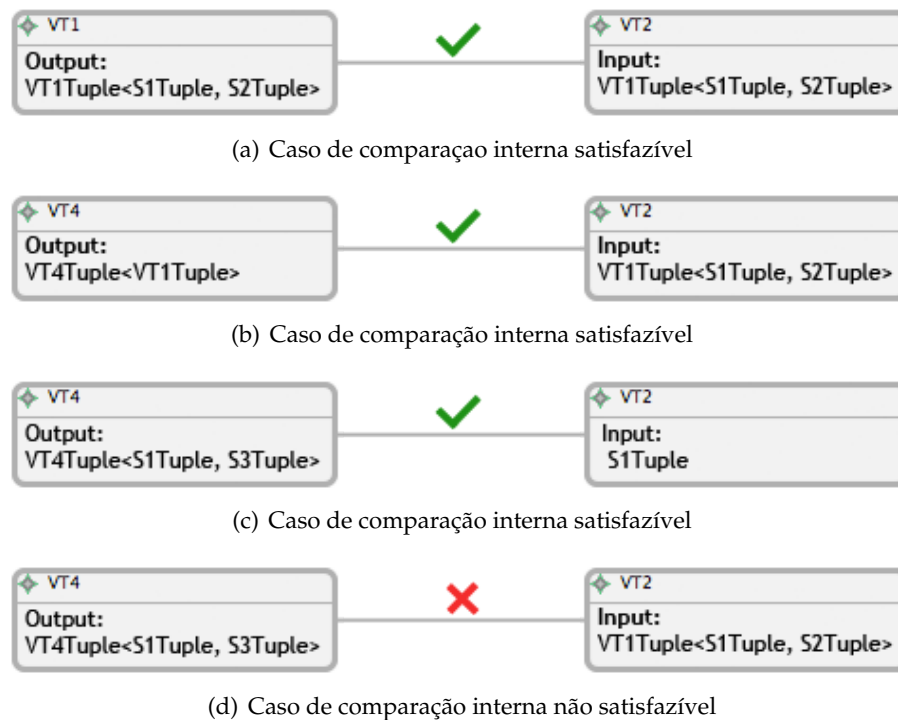 VT1 VT2
Output: Input:
VT1Tuple<S1Tuple, S2Tuple> VT1Tuple<S1Tuple, S2Tuple>
(a) Caso de comparaçao interna satisfazível
VT4 VT2
Output: Input:
VT4Tuple<VT1Tuple> VT1Tuple<S1Tuple, S2Tuple>
(b) Caso de comparação interna satisfazível
VT4 VT2
Output: Input:
VT4Tuple<S1Tuple, S3Tuple> S1Tuple
(c) Caso de comparação interna satisfazível
VT4 VT2
Output: Input:
VT4Tuple<S1Tuple, S3Tuple> VT1Tuple<S1Tuple, S2Tuple>
(d) Caso de comparação interna não satisfazível